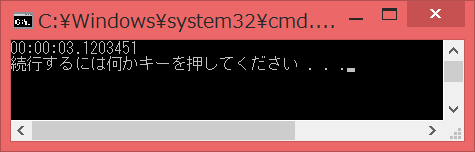 C:¥Windows¥system32¥cmd....
00:00:03.1203451
続行するには何かキーを押してください . . .